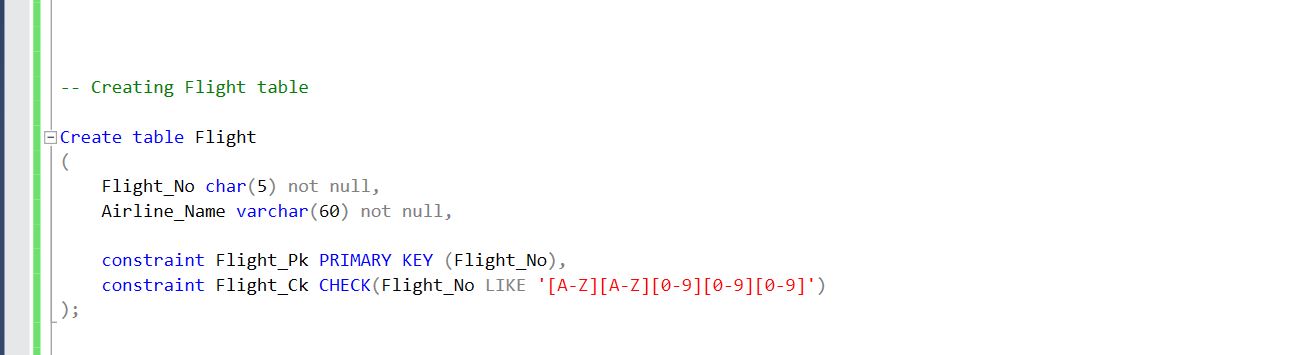 -- Creating Flight table
Create table Flight
(
    Flight_No char(5) not null,
    Airline_Name varchar(60) not null,
    constraint Flight_Pk PRIMARY KEY (Flight_No),
    constraint Flight_Ck CHECK(Flight_No LIKE '[A-Z][A-Z][0-9][0-9][0-9]')
);